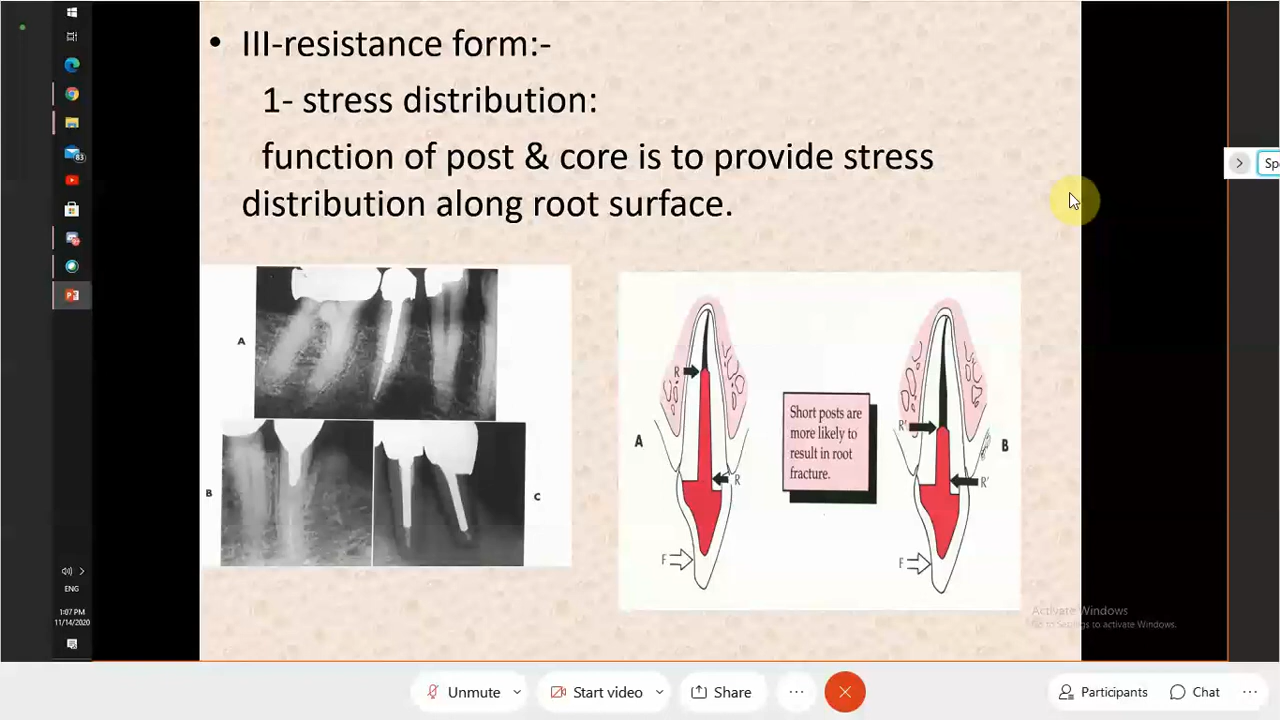 • III-resistance form:-
1- stress distribution:
function of post & core is to provide stress
distribution along root surface.
A
B
C
R
R
A
F
Short posts are
more likely to
result in root
fracture.
R'
R'
B
F
83
ENG
1:07 PM
11/14/2020
Activate Windows
Go to Settings to activate Windows.
Unmute
Start video
Share
Participants
Chat